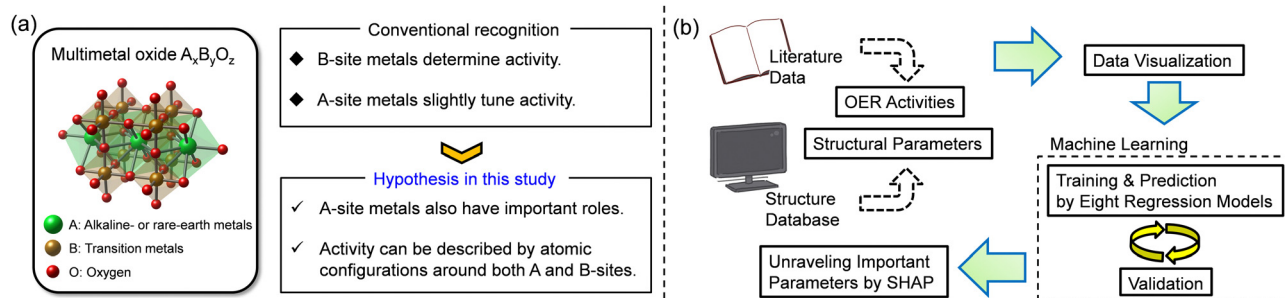 (a)
Multimetal oxide AxByOz
A: Alkaline- or rare-earth metals
B: Transition metals
O: Oxygen
Conventional recognition
◆ B-site metals determine activity.
◆ A-site metals slightly tune activity.
Hypothesis in this study
✓ A-site metals also have important roles.
✓ Activity can be described by atomic
configurations around both A and B-sites.
(b)
Literature
Data
OER Activities
Structural Parameters
Structure
Database
Data Visualization
Machine Learning
Training & Prediction
by Eight Regression Models
Validation
Unraveling Important
Parameters by SHAP